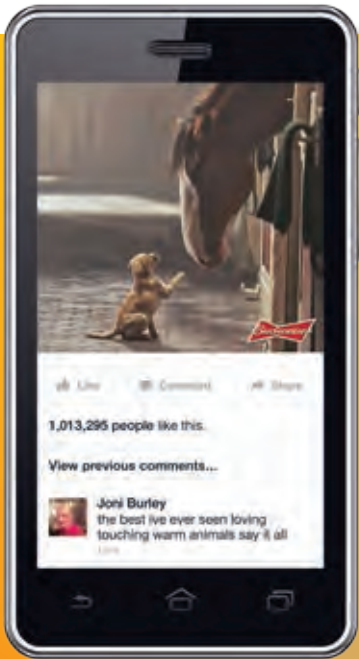 Budweiser
Like Comment Share
1,013,295 people like this.
View previous comments...
Joni Burley
the best ive ever seen loving
touching warm animals say it all